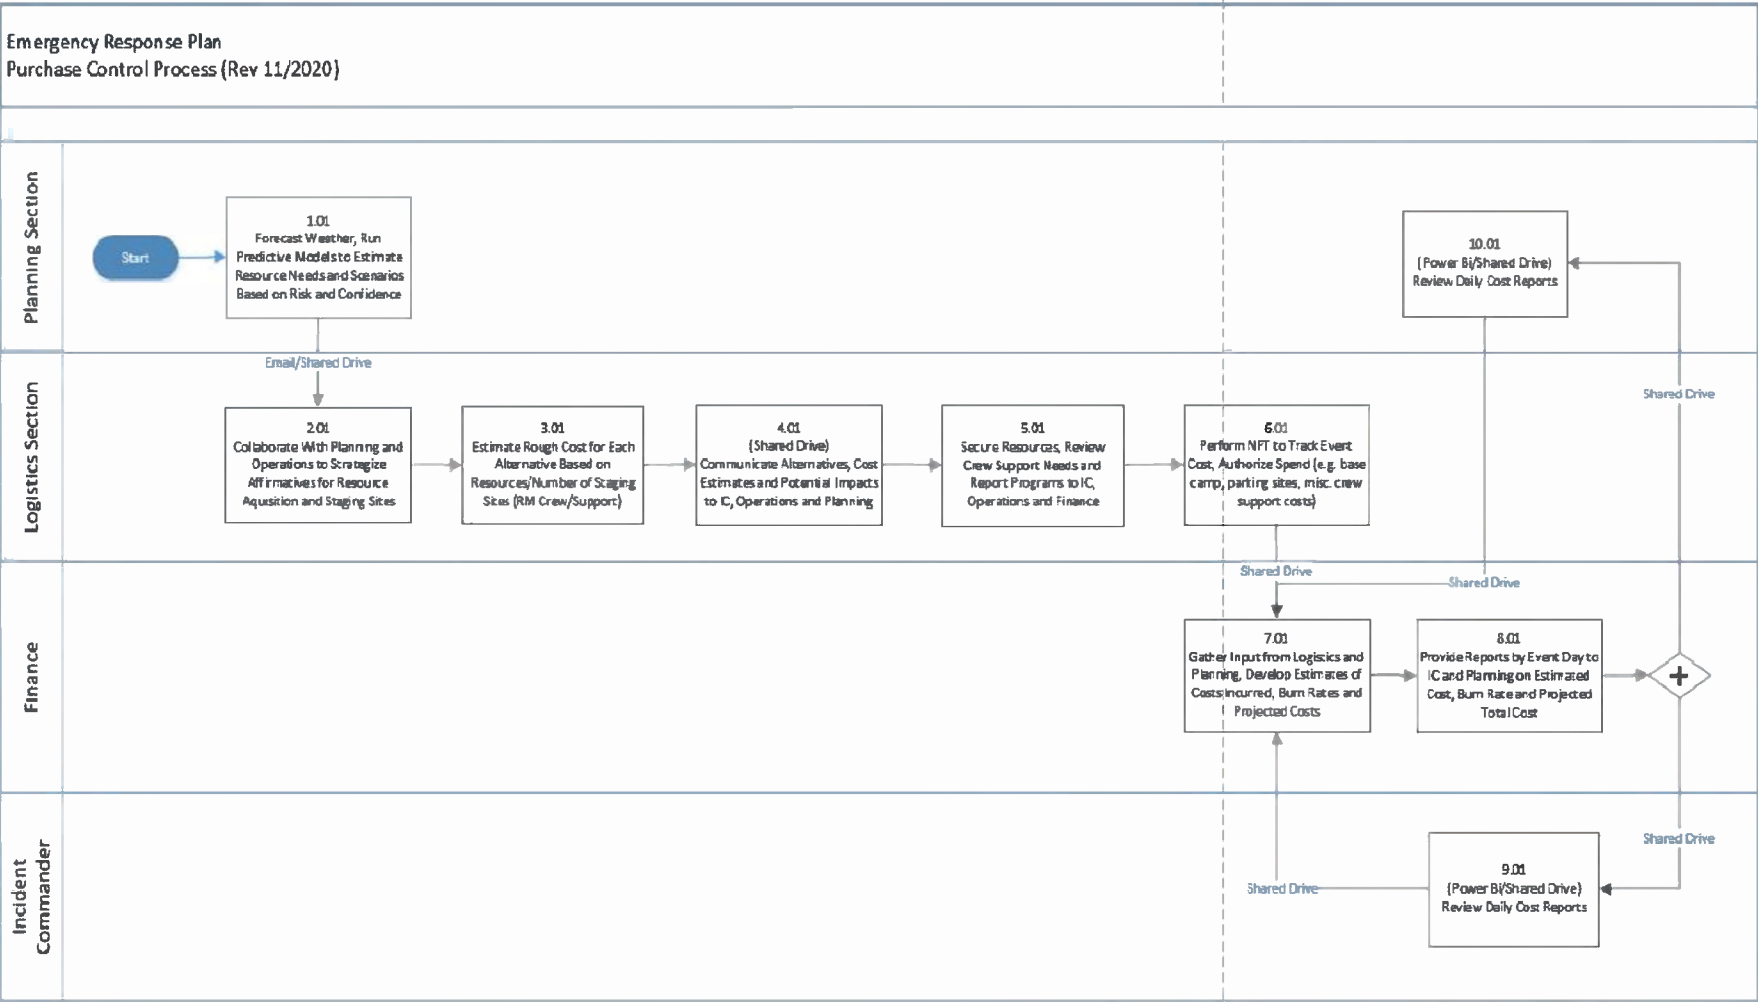 Emergency Response Plan
Purchase Control Process (Rev 11/2020)
Planning Section
Start
1.01
Forecast Weather, Run
Predictive Models to Estimate
Resource Needs and Scenarios
Based on Risk and Confidence
10.01
(Power Bi/Shared Drive)
Review Daily Cost Reports
Email/Shared Drive
Shared Drive
Logistics Section
2.01
Collaborate With Planning and
Operations to Strategize
Affirmatives for Resource
Aquisition and Staging Sites
3.01
Estimate Rough Cost for Each
Alternative Based on
Resources/Number of Staging
Sites (RM Crew/Support)
4.01
(Shared Drive)
Communicate Alternatives, Cost
Estimates and Potential Impacts
to IC, Operations and Planning
5.01
Secure Resources, Review
Crew Support Needs and
Report Programs to IC,
Operations and Finance
6.01
Perform NFT to Track Event
Cost, Authorize Spend (e.g. base
camp, parking sites, misc. crew
support costs)
Shared Drive
Shared Drive
Finance
7.01
Gather Input from Logistics and
Planning, Develop Estimates of
Costs Incurred, Burn Rates and
Projected Costs
8.01
Provide Reports by Event Day to
IC and Planning on Estimated
Cost, Burn Rate and Projected
Total Cost
Incident
Commander
Shared Drive
9.01
(Power Bi/Shared Drive)
Review Daily Cost Reports
Shared Drive